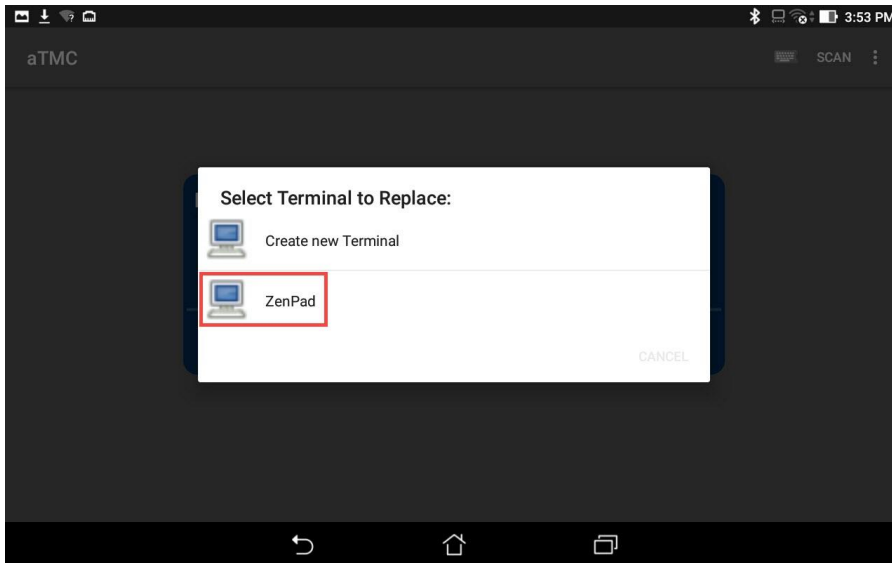 3:53 PM
aTMC
SCAN
Select Terminal to Replace:
Create new Terminal
ZenPad
CANCEL